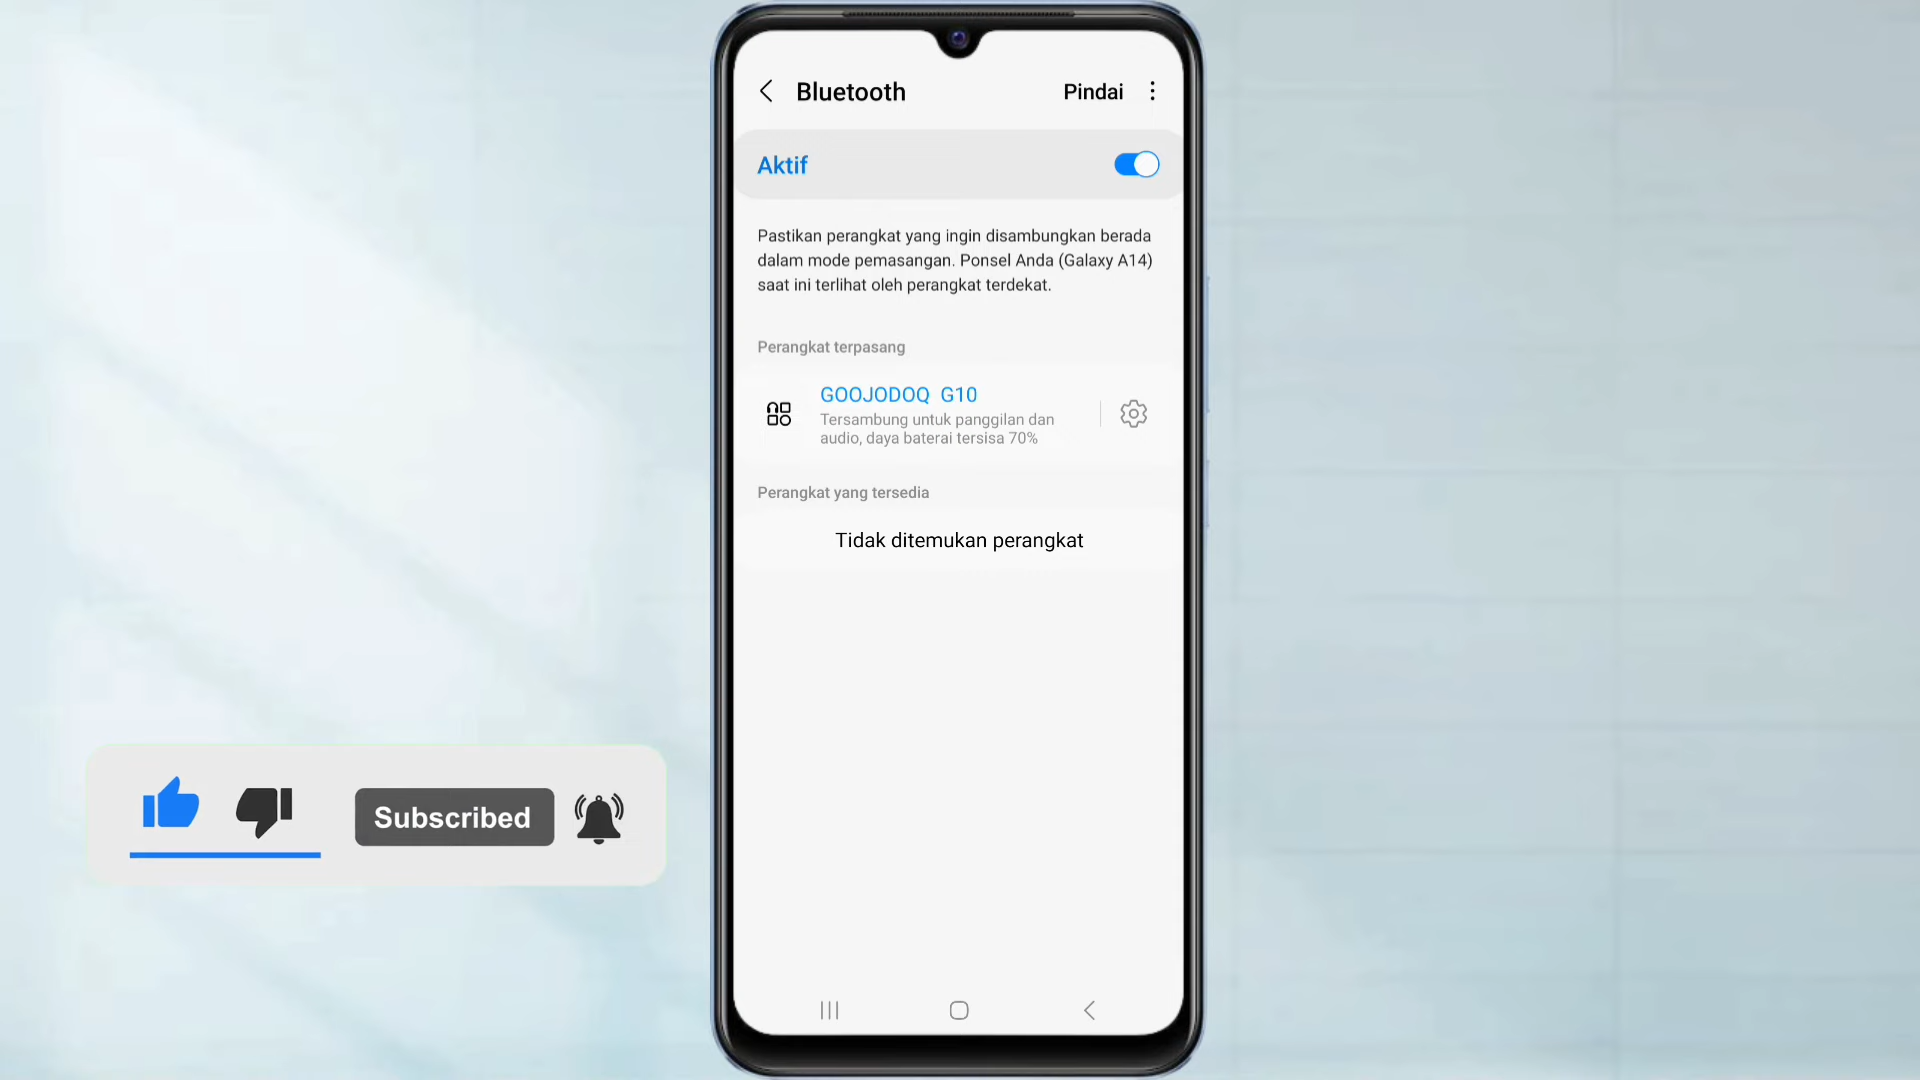 Bluetooth
Pindai
Aktif
Pastikan perangkat yang ingin disambungkan berada
dalam mode pemasangan. Ponsel Anda (Galaxy A14)
saat ini terlihat oleh perangkat terdekat.
Perangkat terpasang
GOOJODOQ G10
Tersambung untuk panggilan dan
audio, daya baterai tersisa 70%
Perangkat yang tersedia
Tidak ditemukan perangkat
Subscribed